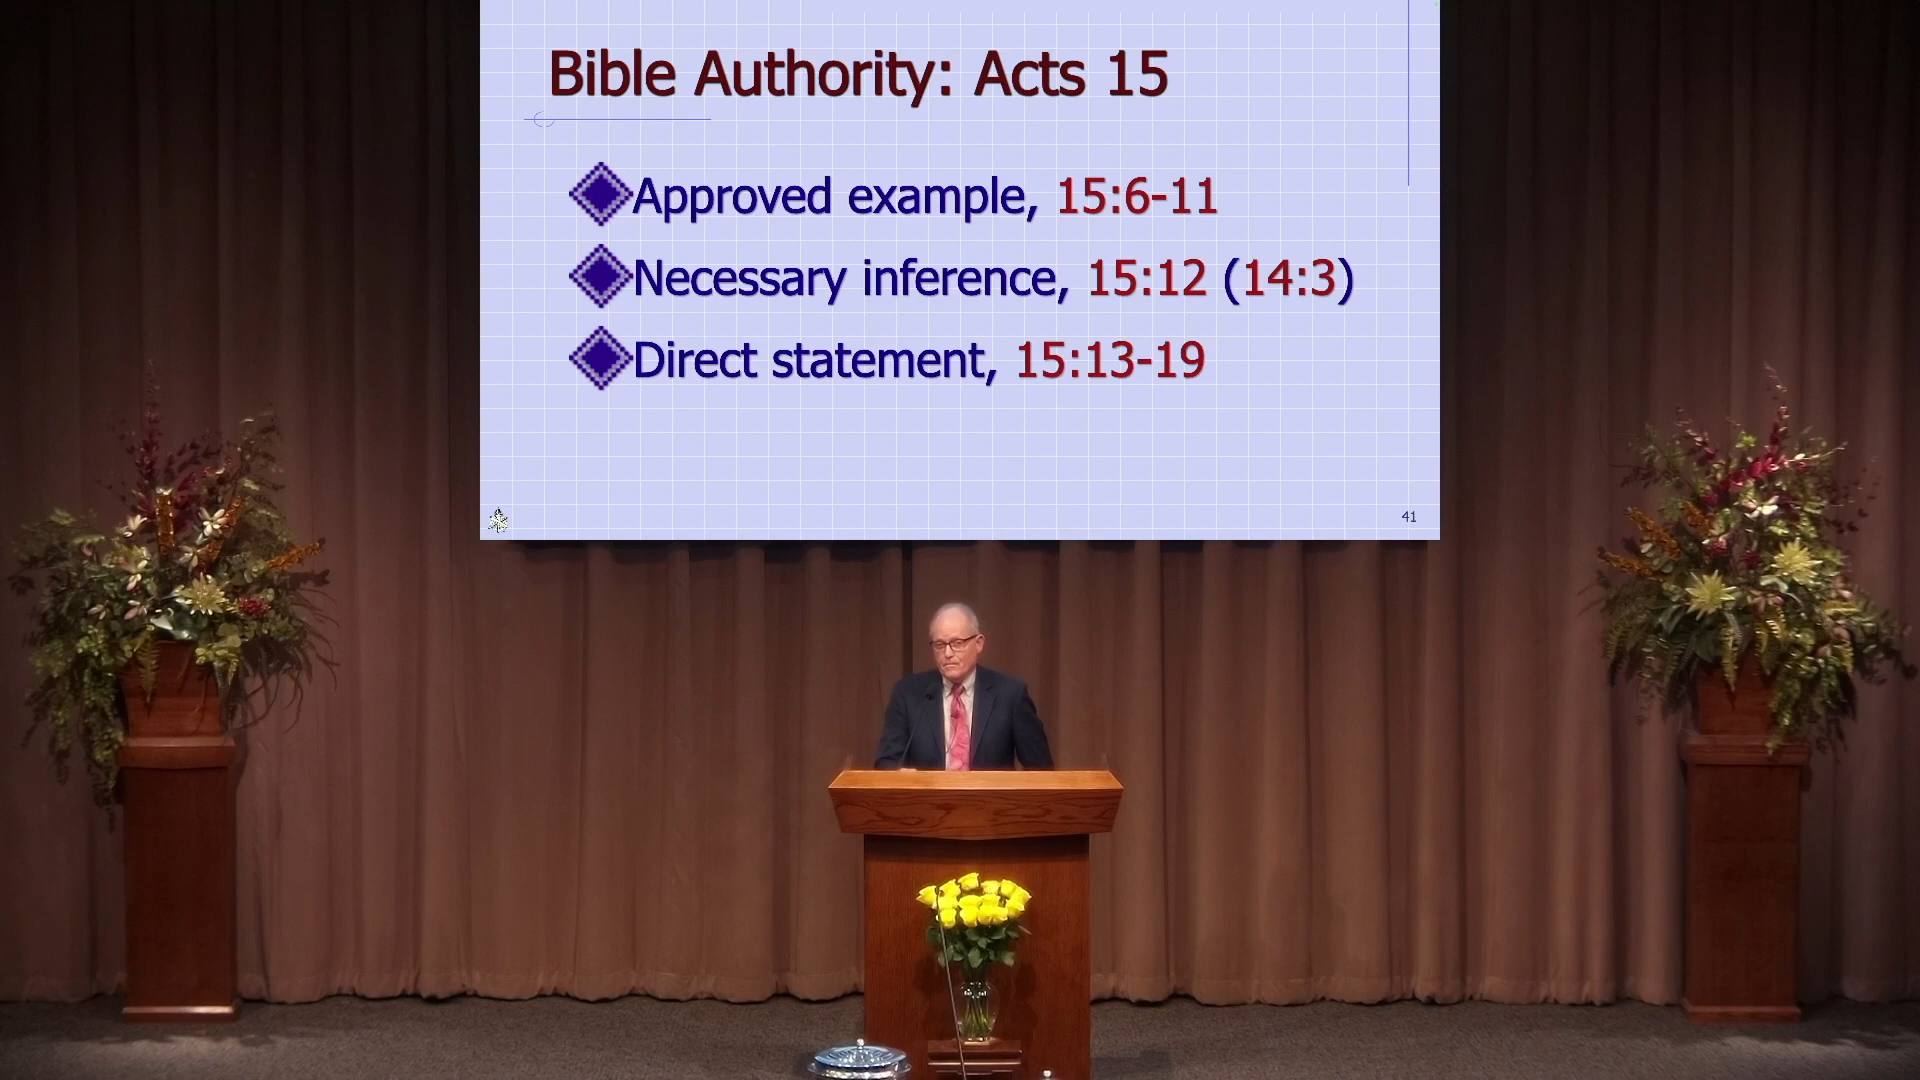 Bible Authority: Acts 15
Approved example, 15:6-11
Necessary inference, 15:12 (14:3)
Direct statement, 15:13-19
41